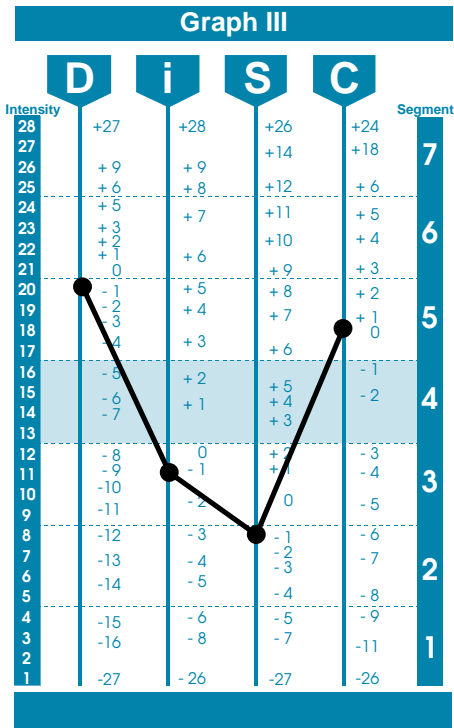 Graph III
D i S C
Intensity Segment
28 +27 +28 +26 +24
27 +14 +18 7
26 + 9 + 9
25 + 6 + 8 +12 + 6
24 + 5 + 7 +11 + 5
23 + 3 6
+ 2 +10 + 4
22 + 1 + 6
21 0 + 9 + 3
20 - 1 + 5 + 8 + 2
19 - 2 + 4 + 7
18 - 3 + 1 5
0
17 - 4 + 3 + 6
16 - 5 + 2 - 1
15 - 6 + 5 - 2 4
14 - 7 + 1 + 4
+ 3
13
12 - 8 0 + 2 - 3
11 - 9 - 1 + 1 - 4
10 -10 - 2 0 3
9 -11 - 5
8 -12 - 3 - 1 - 6
7 -13 - 4 - 2 - 7
6 -14 - 5 - 3 2
5 - 4 - 8
4 -15 - 6 - 5 - 9
3 -16 - 8 - 7 -11 1
2
1 -27 - 26 -27 -26